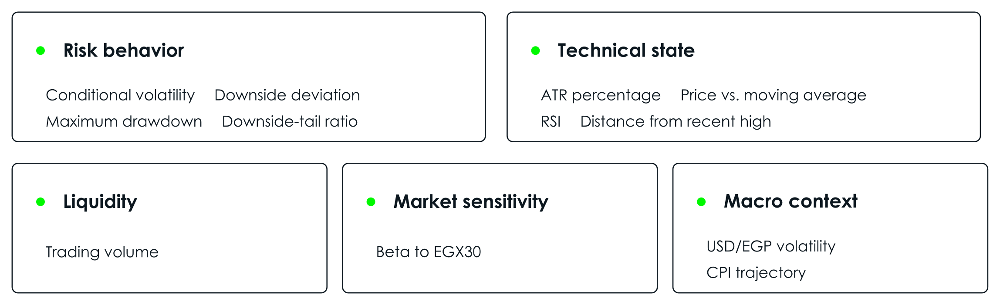 Risk behavior
Conditional volatility Downside deviation
Maximum drawdown Downside-tail ratio
Technical state
ATR percentage Price vs. moving average
RSI Distance from recent high
Liquidity
Trading volume
Market sensitivity
Beta to EGX30
Macro context
USD/EGP volatility
CPI trajectory